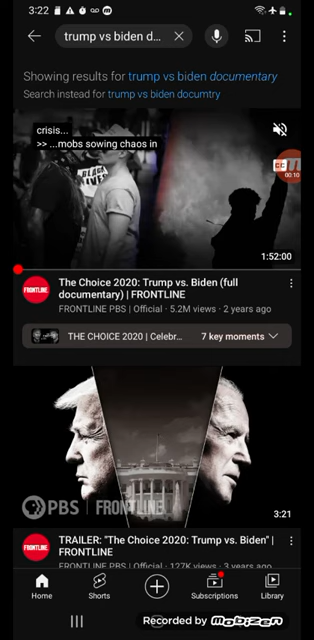 3:22
trump vs biden d...
Showing results for trump vs biden documentary
Search instead for trump vs biden documtry
crisis...
>> ...mobs sowing chaos in
00:10
1:52:00
FRONTLINE
The Choice 2020: Trump vs. Biden (full
documentary) | FRONTLINE
FRONTLINE PBS | Official · 5.2M views · 2 years ago
THE CHOICE 2020 | Celebr...
7 key moments
PBS FRONTLINE
3:21
FRONTLINE
TRAILER: "The Choice 2020: Trump vs. Biden" |
FRONTLINE
FRONTLINE PBS | Official · 127K views · 3 years ago
Home
Shorts
Subscriptions
Library
Recorded by Mobizen